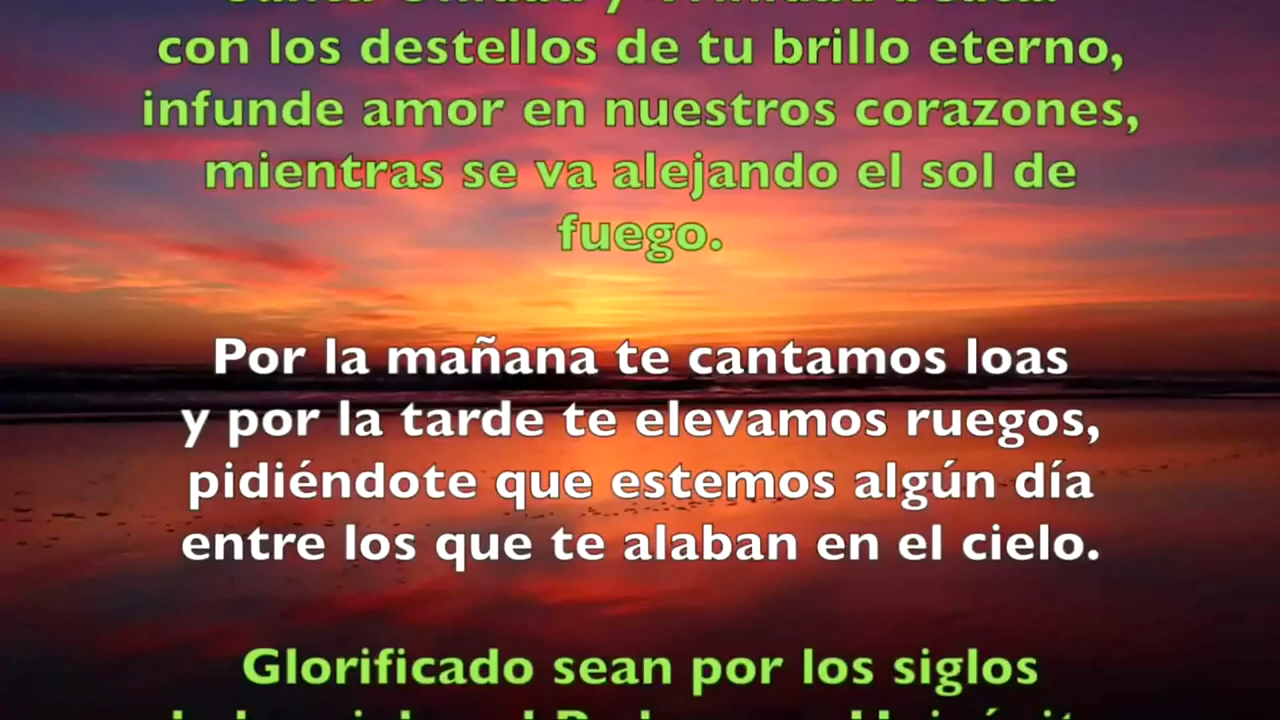 con los destellos de tu brillo eterno,
infunde amor en nuestros corazones,
mientras se va alejando el sol de
fuego.
Por la mañana te cantamos loas
y por la tarde te elevamos ruegos,
pidiéndote que estemos algún día
entre los que te alaban en el cielo.
Glorificado sean por los siglos